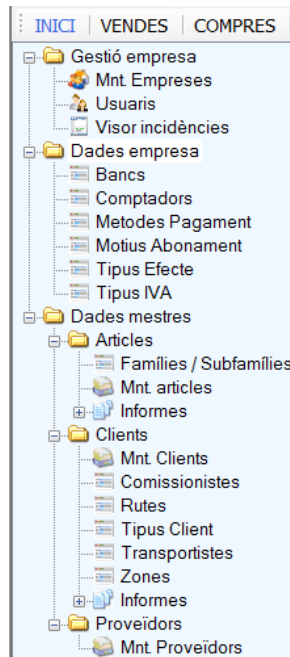 INICI VENDES COMPRES
Gestió empresa
Mnt. Empreses
Usuaris
Visor incidències
Dades empresa
Bancs
Comptadors
Metodes Pagament
Motius Abonament
Tipus Efecte
Tipus IVA
Dades mestres
Articles
Famílies / Subfamílies
Mnt. articles
Informes
Clients
Mnt. Clients
Comissionistes
Rutes
Tipus Client
Transportistes
Zones
Informes
Proveïdors
Mnt. Proveïdors